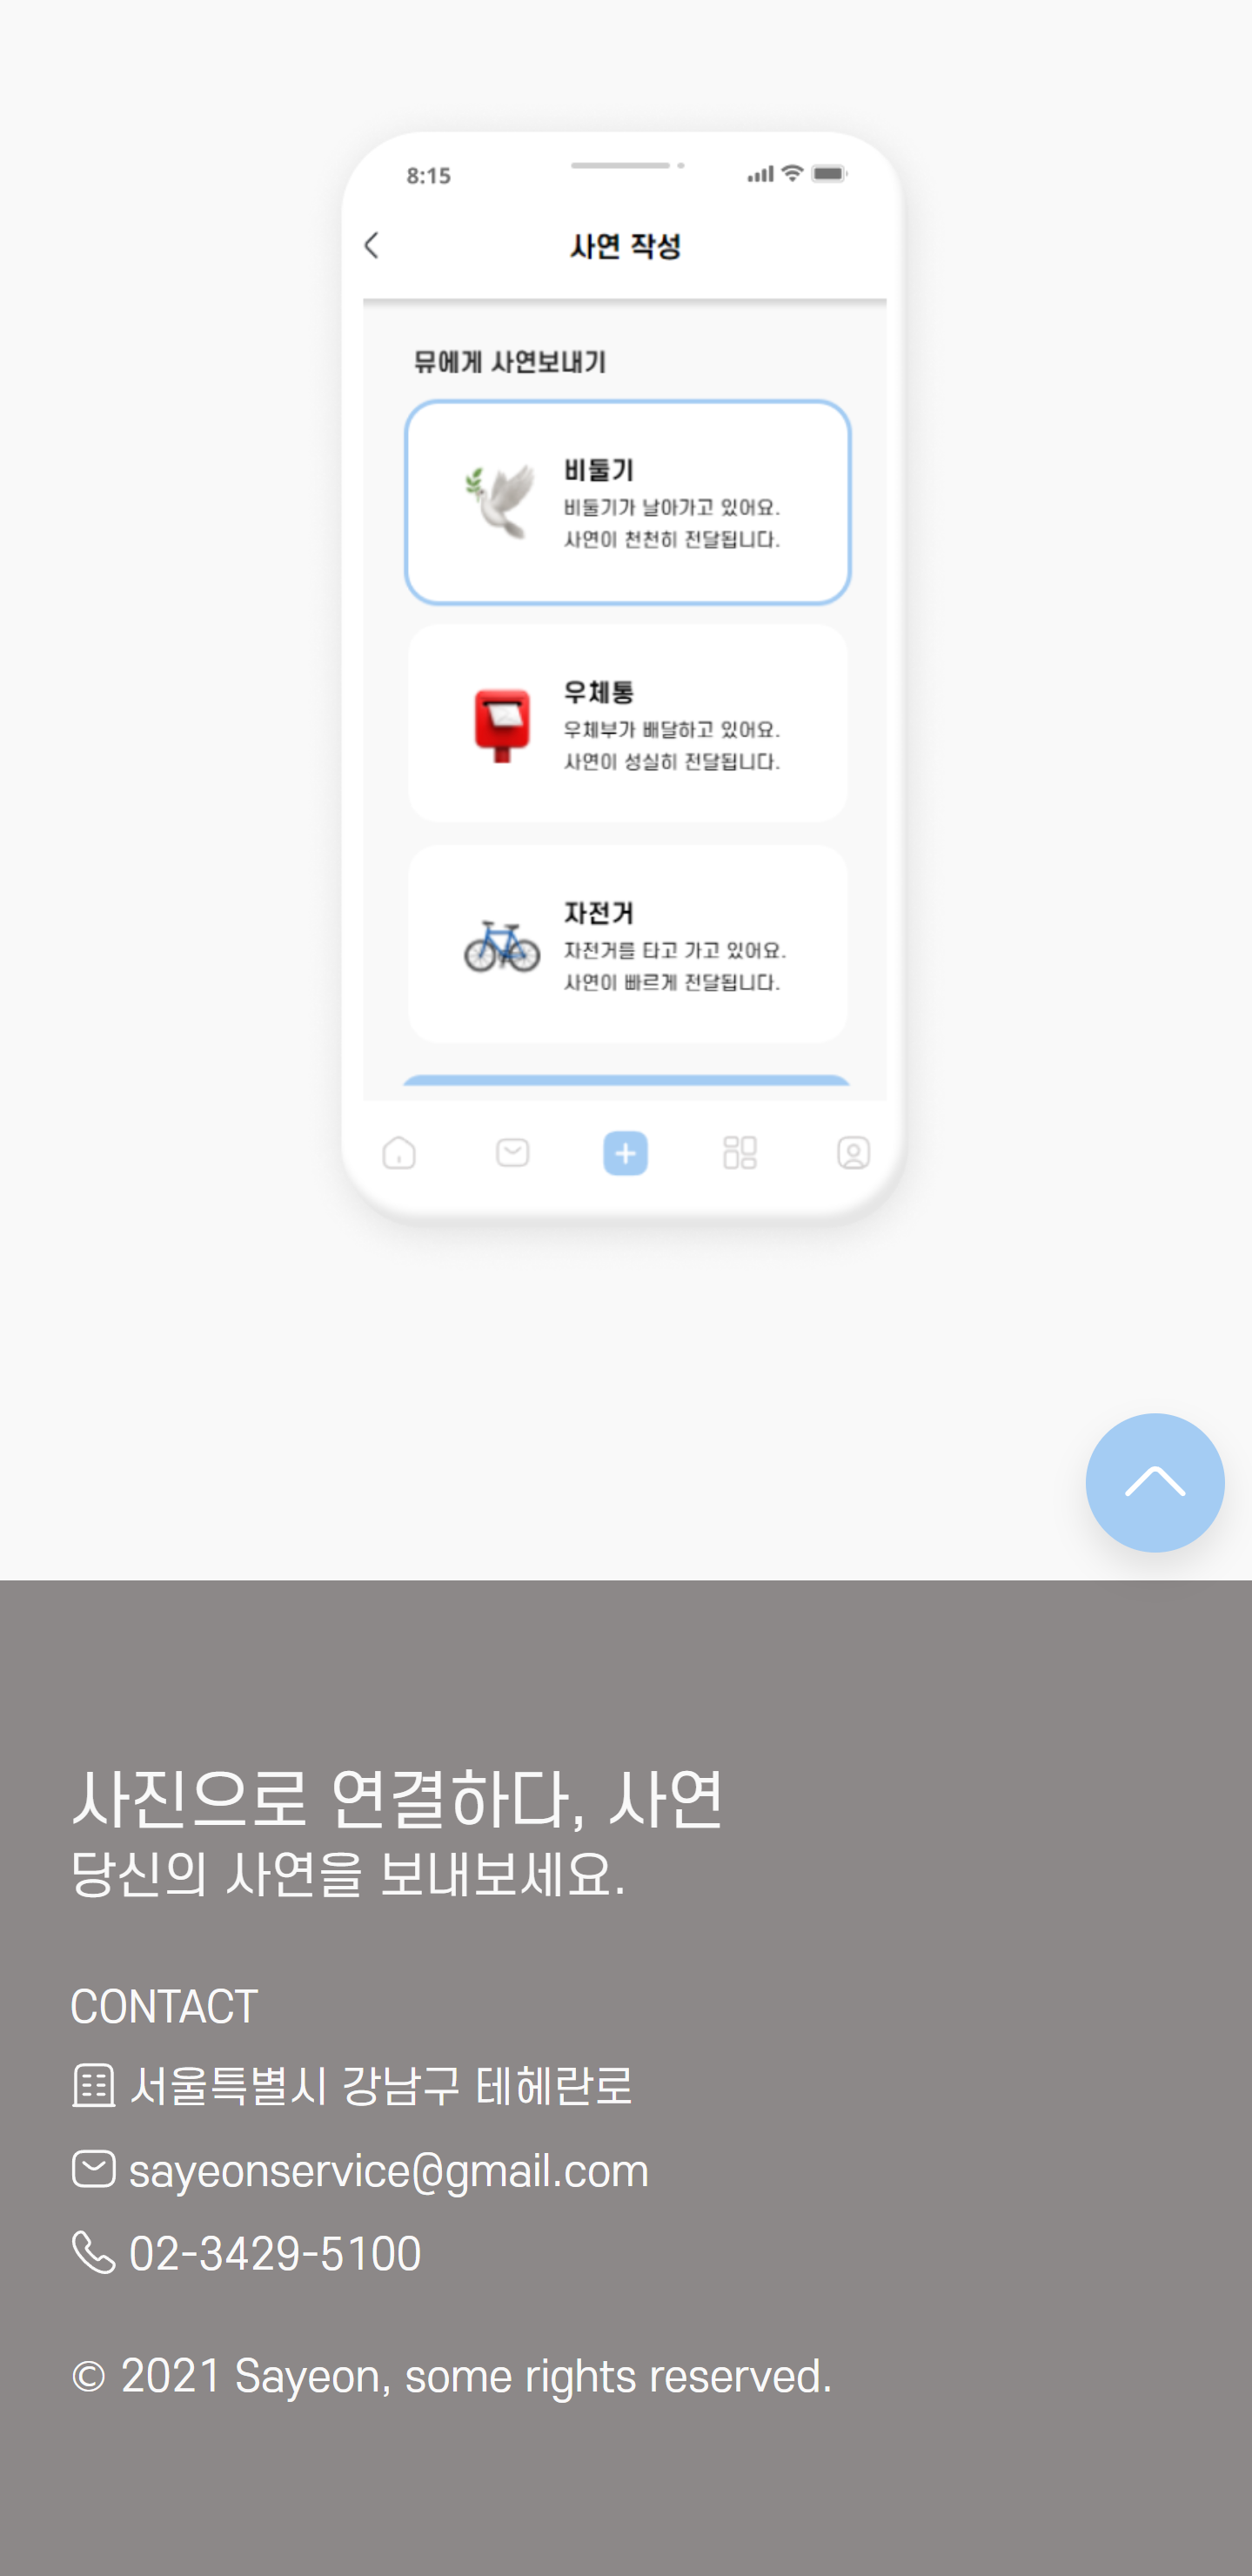 8:15
사연 작성
뮤에게 사연보내기
비둘기
비둘기가 날아가고 있어요.
사연이 천천히 전달됩니다.
우체통
우체부가 배달하고 있어요.
사연이 성실히 전달됩니다.
자전거
자전거를 타고 가고 있어요.
사연이 빠르게 전달됩니다.
사진으로 연결하다, 사연
당신의 사연을 보내보세요.
CONTACT
서울특별시 강남구 테헤란로
sayeonservice@gmail.com
02-3429-5100
© 2021 Sayeon, some rights reserved.